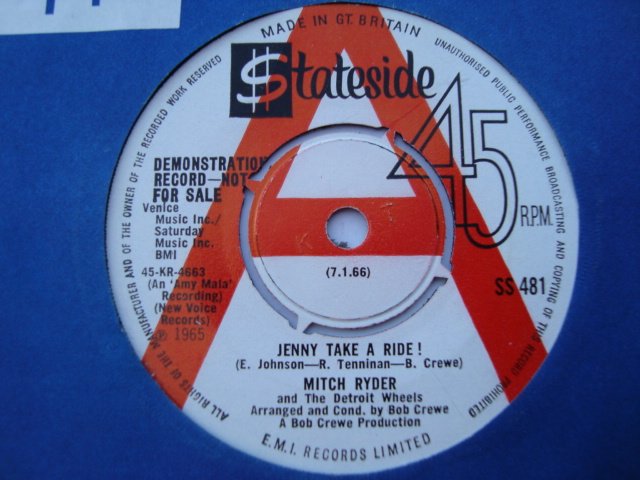 MADE IN GT. BRITAIN
THE MANUFACTURER AND OF THE OWNER OF THE RECORDED WORK RESERVED
UNAUTHORISED PUBLIC PERFORMANCE BROADCASTING AND COPYING OF THIS RECORD PROHIBITED
ALL RIGHTS OF
$tateside
45
R.P.M.
DEMONSTRATION
RECORD—NOT
FOR SALE
Venice
Music Inc./
Saturday
Music Inc.
BMI
45-KR-4663
(An 'Amy Mala'
Recording)
(New Voice
Records)
℗ 1965
A
(7.1.66)
SS 481
JENNY TAKE A RIDE!
(E. Johnson—R. Tenninan—B. Crewe)
MITCH RYDER
and The Detroit Wheels
Arranged and Cond. by Bob Crewe
A Bob Crewe Production
E.M.I. RECORDS LIMITED